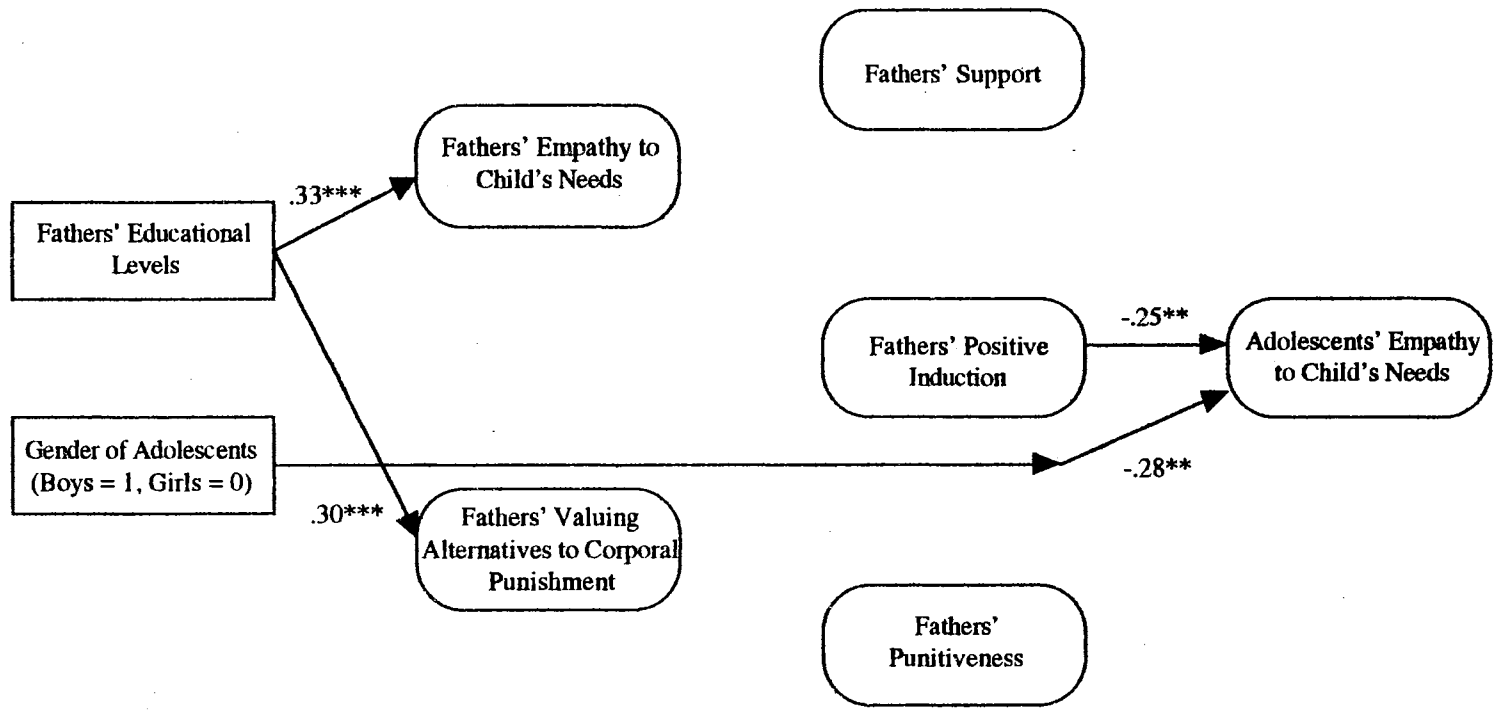 Fathers' Support
Fathers' Empathy to
Child's Needs
.33***
Fathers' Educational
Levels
-.25**
Fathers' Positive
Induction
Adolescents' Empathy
to Child's Needs
Gender of Adolescents
(Boys = 1, Girls = 0)
-.28**
.30***
Fathers' Valuing
Alternatives to Corporal
Punishment
Fathers'
Punitiveness